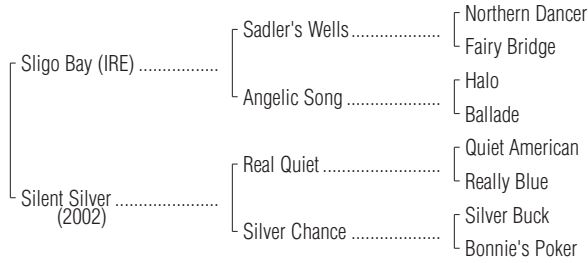 Northern Dancer
Sadler's Wells
Fairy Bridge
Sligo Bay (IRE)
Halo
Angelic Song
Ballade
Quiet American
Real Quiet
Really Blue
Silent Silver
(2002)
Silver Buck
Silver Chance
Bonnie's Poker